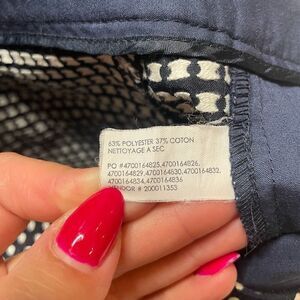 63% POLYESTER 37% COTON
NETTOYAGE A SEC
PO #4700164825,4700164826,
4700164829,4700164830,4700164832,
4700164834,4700164836
VENDOR # 200011353